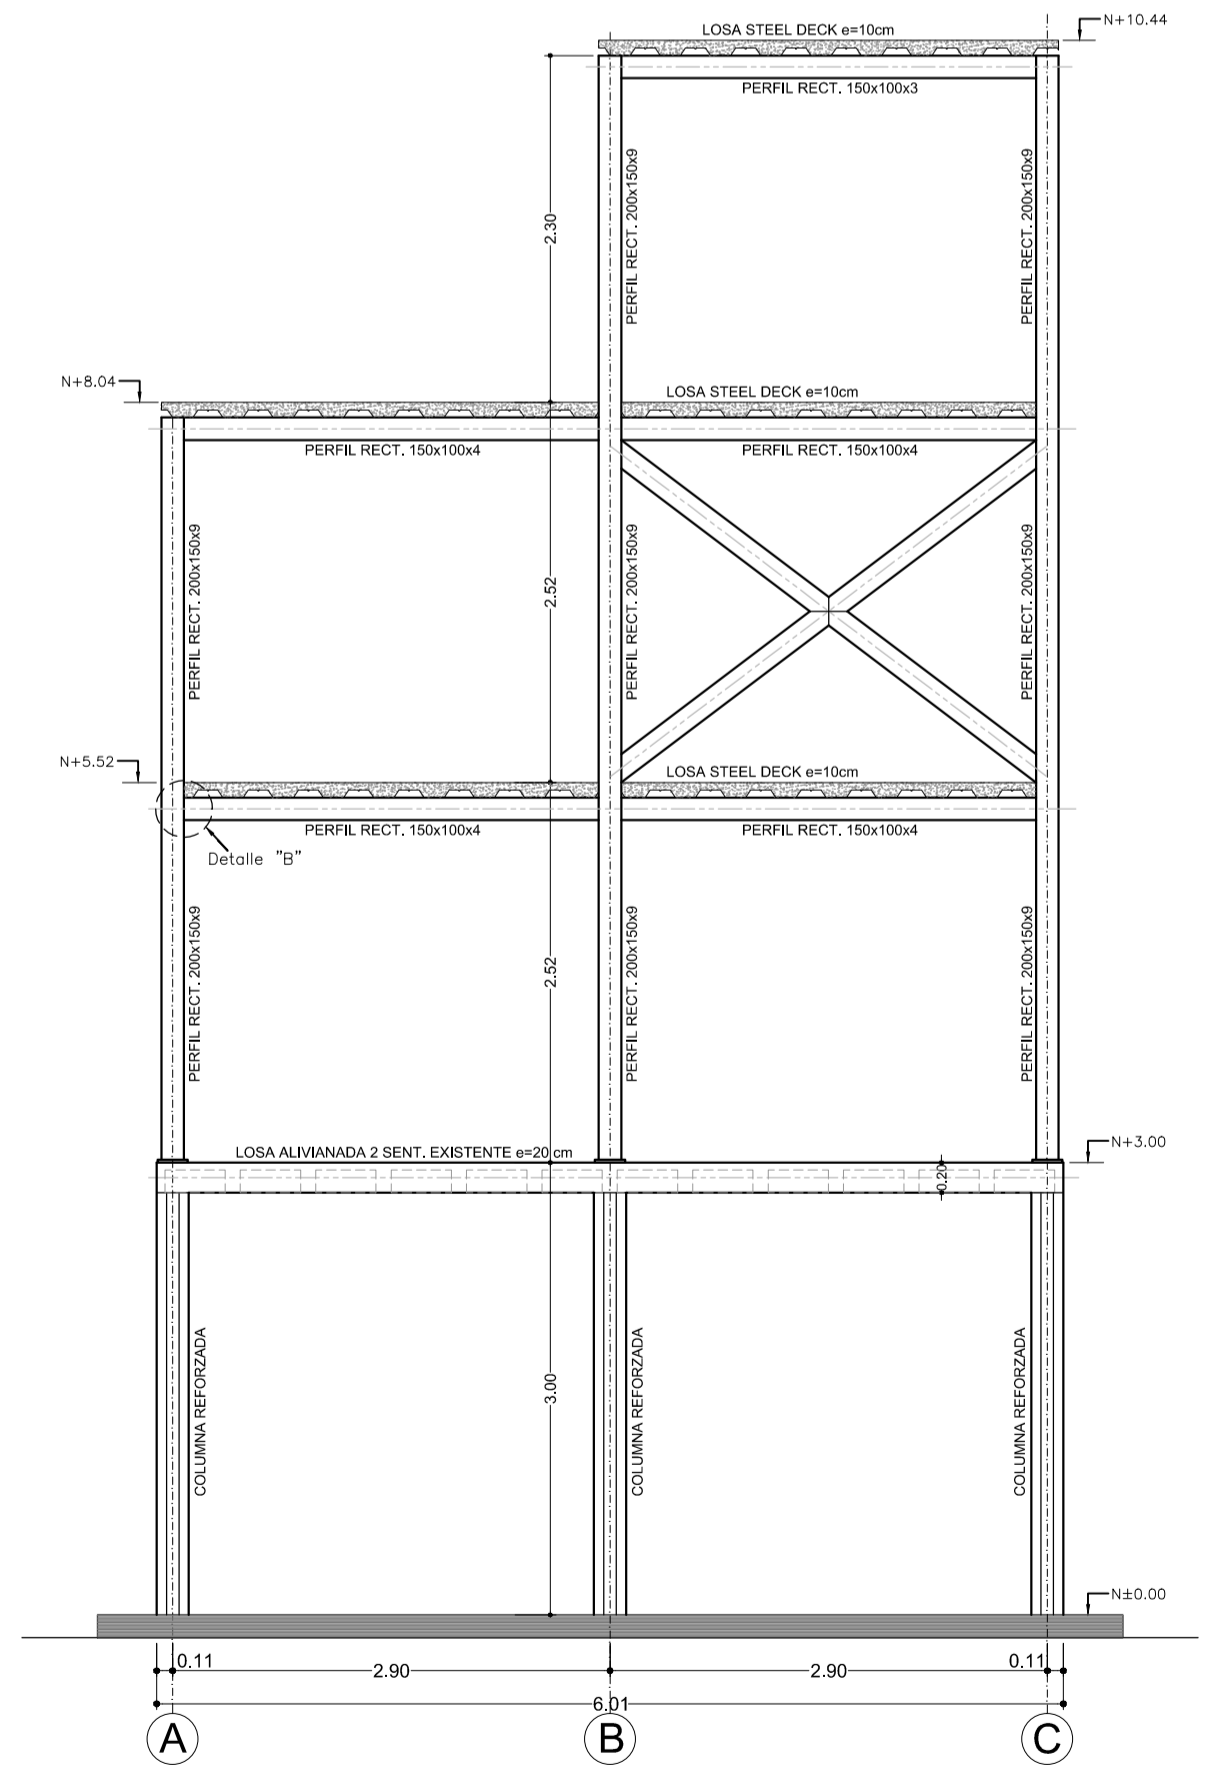 LOSA STEEL DECK e=10cm
N+10.44
PERFIL RECT. 150x100x3
PERFIL RECT. 200x150x9
PERFIL RECT. 200x150x9
2.30
N+8.04
LOSA STEEL DECK e=10cm
PERFIL RECT. 150x100x4
PERFIL RECT. 150x100x4
PERFIL RECT. 200x150x9
2.52
PERFIL RECT. 200x150x9
PERFIL RECT. 200x150x9
N+5.52
LOSA STEEL DECK e=10cm
PERFIL RECT. 150x100x4
PERFIL RECT. 150x100x4
Detalle "B"
PERFIL RECT. 200x150x9
2.52
PERFIL RECT. 200x150x9
PERFIL RECT. 200x150x9
N+3.00
LOSA ALIVIANADA 2 SENT. EXISTENTE e=20 cm
0.20
COLUMNA REFORZADA
3.00
COLUMNA REFORZADA
COLUMNA REFORZADA
N±0.00
0.11
2.90
2.90
0.11
6.01
A
B
C